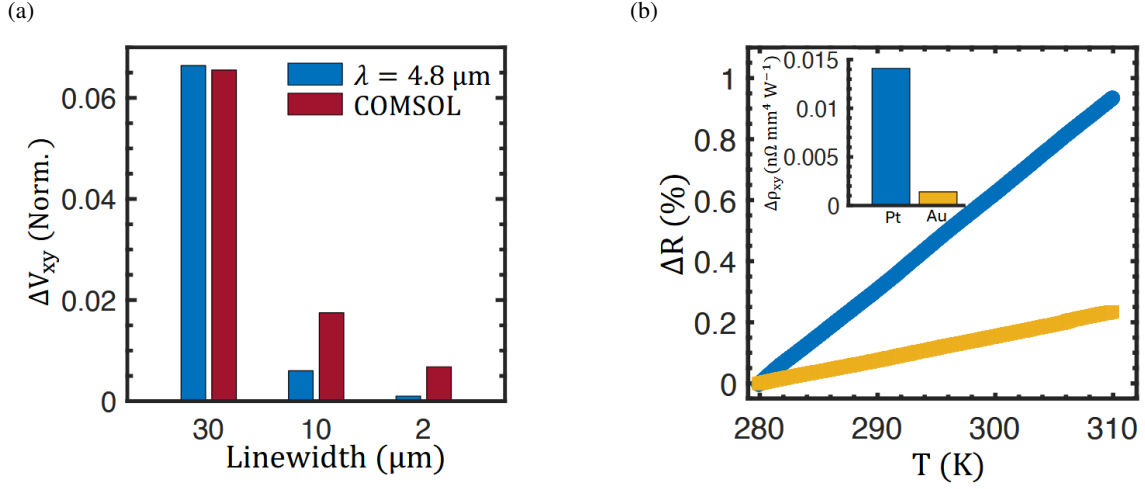 (a)
ΔV_xy (Norm.)
0.06
0.04
0.02
0
λ = 4.8 μm
COMSOL
30 10 2
Linewidth (μm)
(b)
ΔR (%)
1
0.8
0.6
0.4
0.2
0
Δρ_xy (nΩ mm⁴ W⁻¹)
0.015
0.01
0.005
0
Pt Au
280 290 300 310
T (K)